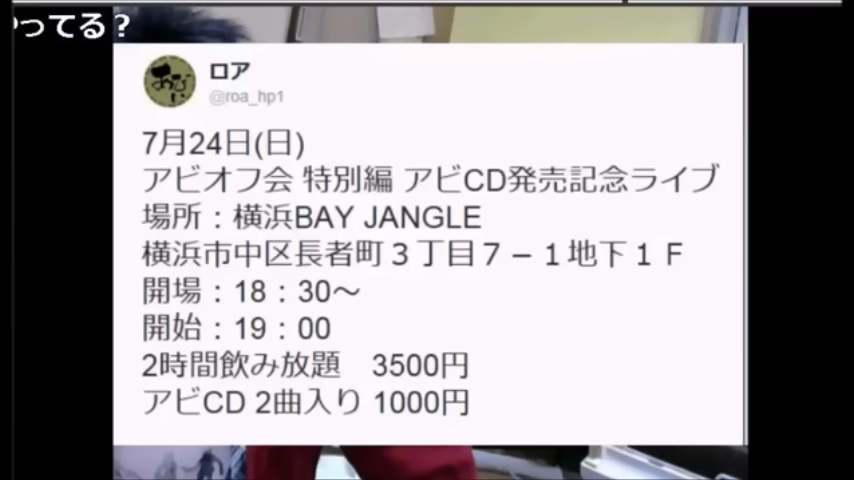 ってる？
ロア
@roa_hp1
7月24日(日)
アビオフ会 特別編 アビCD発売記念ライブ
場所：横浜BAY JANGLE
横浜市中区長者町３丁目７－１地下１Ｆ
開場：18：30～
開始：19：00
2時間飲み放題　3500円
アビCD 2曲入り 1000円